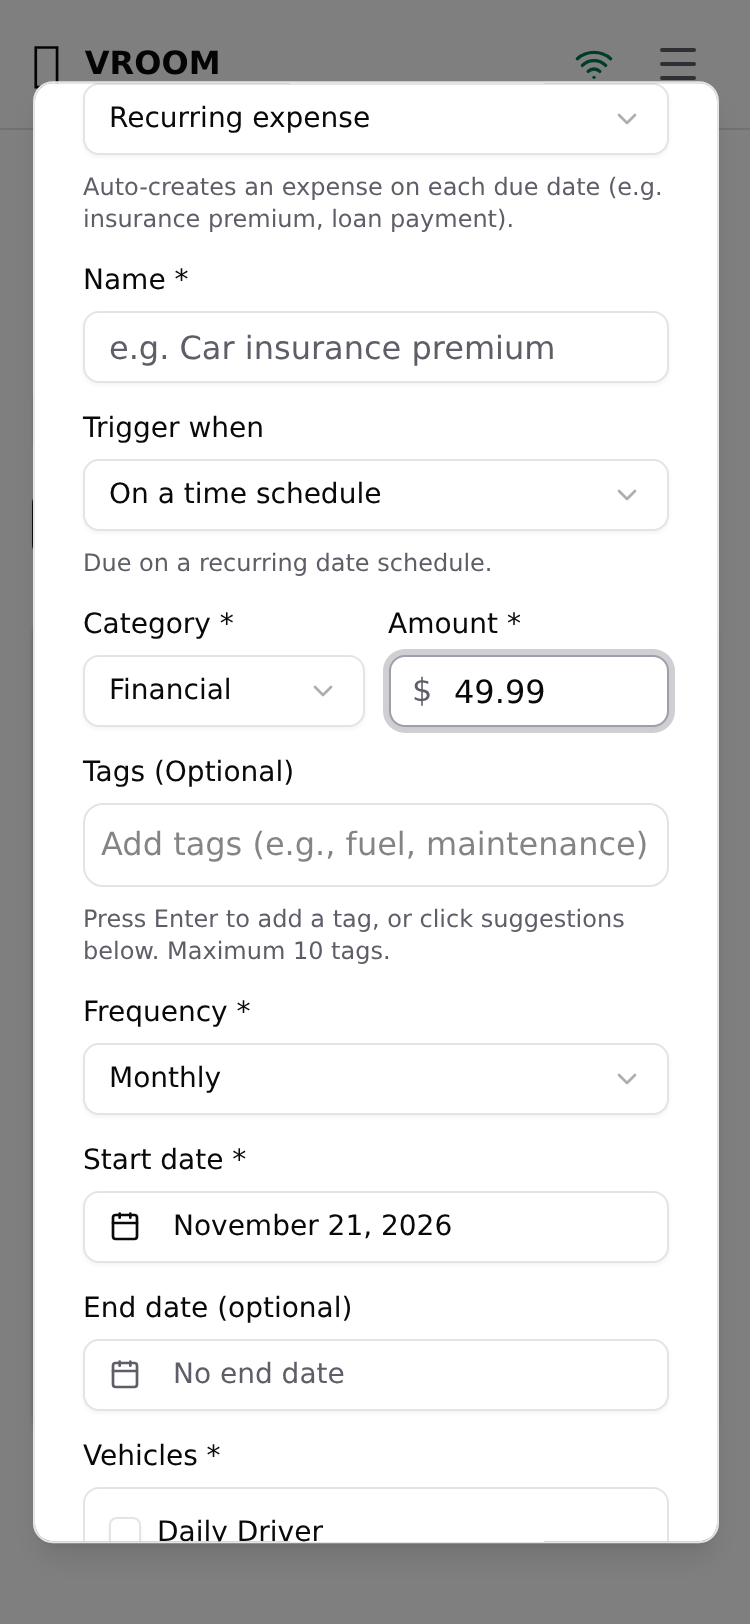 VROOM
Recurring expense
Auto-creates an expense on each due date (e.g.
insurance premium, loan payment).
Name *
e.g. Car insurance premium
Trigger when
On a time schedule
Due on a recurring date schedule.
Category *
Amount *
Financial
$ 49.99
Tags (Optional)
Add tags (e.g., fuel, maintenance)
Press Enter to add a tag, or click suggestions
below. Maximum 10 tags.
Frequency *
Monthly
Start date *
November 21, 2026
End date (optional)
No end date
Vehicles *
Daily Driver